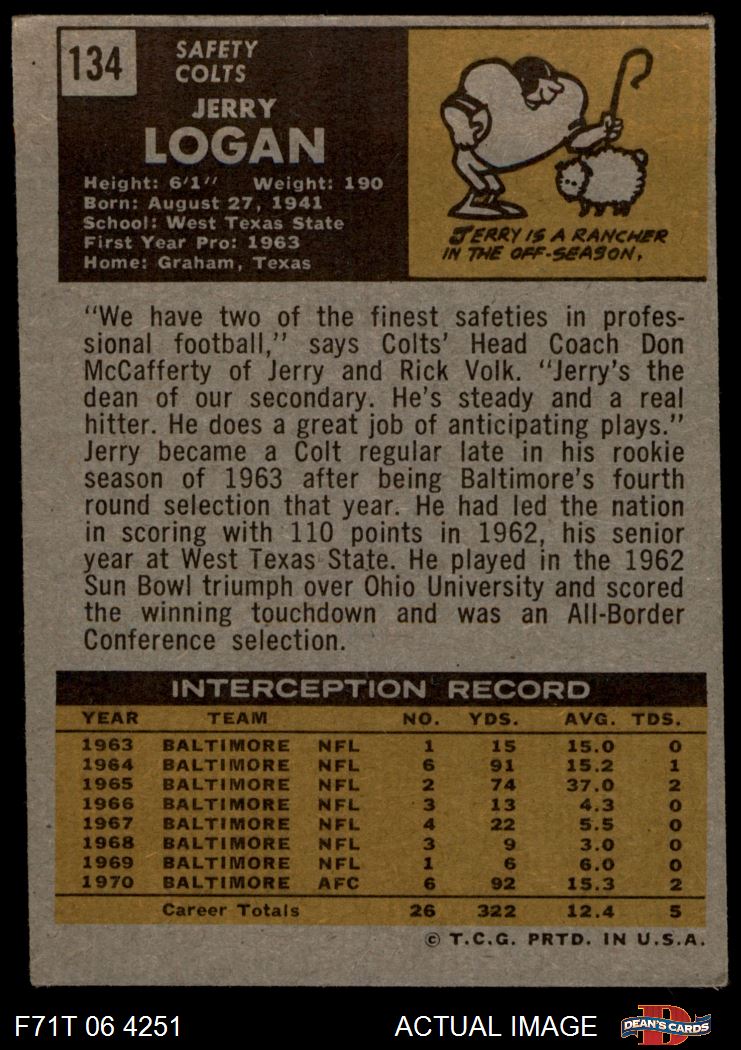 134
SAFETY
COLTS
JERRY
LOGAN
Height: 6'1" Weight: 190
Born: August 27, 1941
School: West Texas State
First Year Pro: 1963
Home: Graham, Texas
JERRY IS A RANCHER
IN THE OFF-SEASON.
"We have two of the finest safeties in profes-
sional football," says Colts' Head Coach Don
McCafferty of Jerry and Rick Volk. "Jerry's the
dean of our secondary. He's steady and a real
hitter. He does a great job of anticipating plays."
Jerry became a Colt regular late in his rookie
season of 1963 after being Baltimore's fourth
round selection that year. He had led the nation
in scoring with 110 points in 1962, his senior
year at West Texas State. He played in the 1962
Sun Bowl triumph over Ohio University and scored
the winning touchdown and was an All-Border
Conference selection.
INTERCEPTION RECORD
YEAR TEAM NO. YDS. AVG. TDS.
1963 BALTIMORE NFL 1 15 15.0 0
1964 BALTIMORE NFL 6 91 15.2 1
1965 BALTIMORE NFL 2 74 37.0 2
1966 BALTIMORE NFL 3 13 4.3 0
1967 BALTIMORE NFL 4 22 5.5 0
1968 BALTIMORE NFL 3 9 3.0 0
1969 BALTIMORE NFL 1 6 6.0 0
1970 BALTIMORE AFC 6 92 15.3 2
Career Totals 26 322 12.4 5
© T.C.G. PRTD. IN U.S.A.
F71T 06 4251 ACTUAL IMAGE
D
DEAN'S CARDS